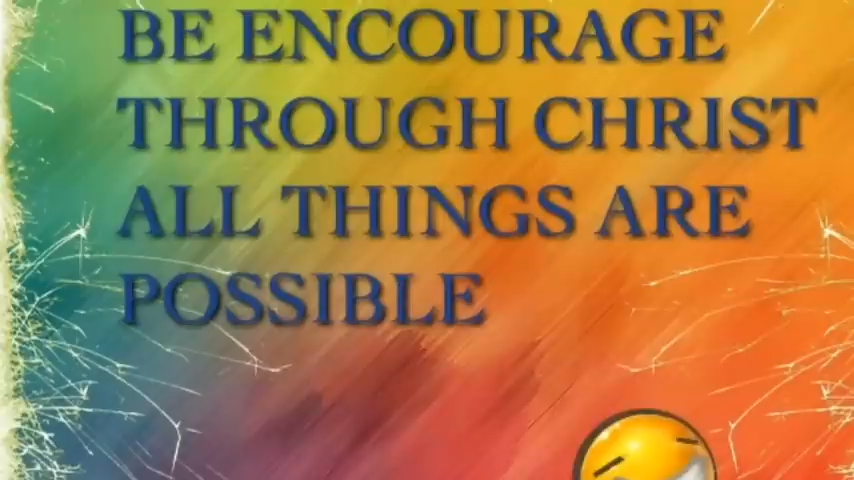 BE ENCOURAGE
THROUGH CHRIST
ALL THINGS ARE
POSSIBLE